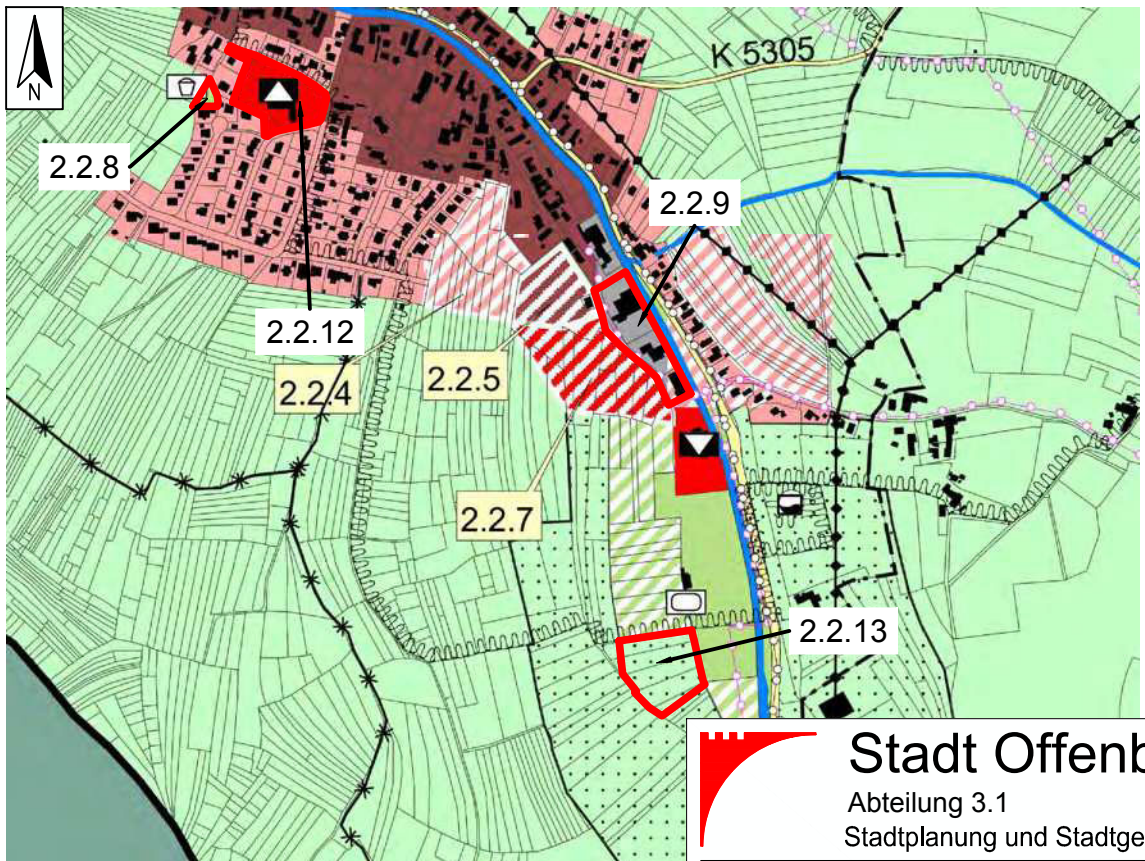 K 5305
N
2.2.8
2.2.9
2.2.12
2.2.4
2.2.5
2.2.7
2.2.13
Stadt Offenb
Abteilung 3.1
Stadtplanung und Stadtge